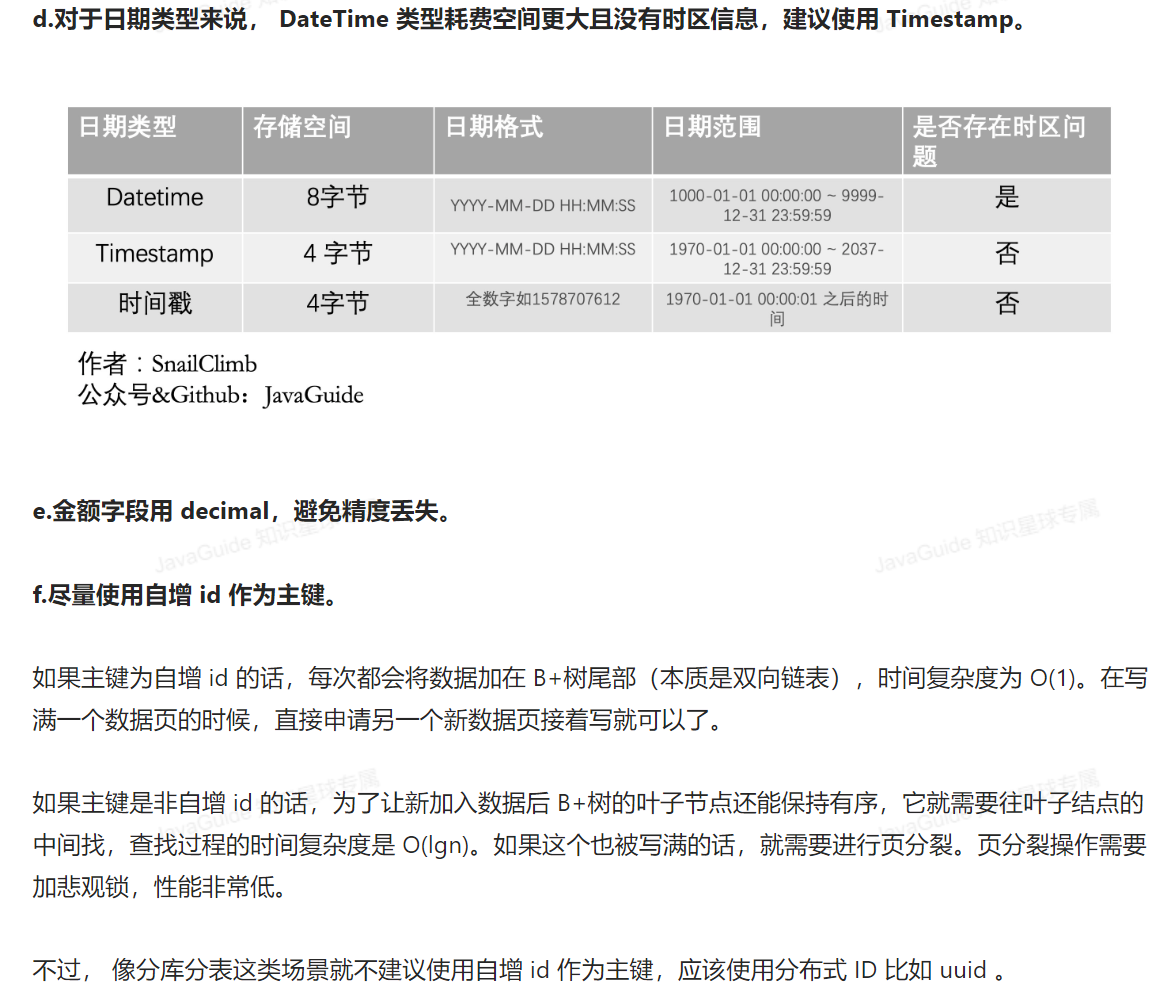 d.对于日期类型来说， DateTime 类型耗费空间更大且没有时区信息，建议使用 Timestamp。
日期类型 存储空间 日期格式 日期范围 是否存在时区问
题
Datetime 8字节 YYYY-MM-DD HH:MM:SS 1000-01-01 00:00:00 ~ 9999-
12-31 23:59:59 是
Timestamp 4 字节 YYYY-MM-DD HH:MM:SS 1970-01-01 00:00:00 ~ 2037-
12-31 23:59:59 否
时间戳 4字节 全数字如1578707612 1970-01-01 00:00:01 之后的时
间 否
作者：SnailClimb
公众号&Github：JavaGuide
e.金额字段用 decimal，避免精度丢失。
JavaGuide 知识星球专属
JavaGuide 知识星球专属
f.尽量使用自增 id 作为主键。
如果主键为自增 id 的话，每次都会将数据加在 B+树尾部（本质是双向链表），时间复杂度为 O(1)。在写
满一个数据页的时候，直接申请另一个新数据页接着写就可以了。
如果主键是非自增 id 的话，为了让新加入数据后 B+树的叶子节点还能保持有序，它就需要往叶子结点的
中间找，查找过程的时间复杂度是 O(lgn)。如果这个也被写满的话，就需要进行页分裂。页分裂操作需要
加悲观锁，性能非常低。
JavaGuide 知识星球专属
JavaGuide 知识星球专属
不过， 像分库分表这类场景就不建议使用自增 id 作为主键，应该使用分布式 ID 比如 uuid 。